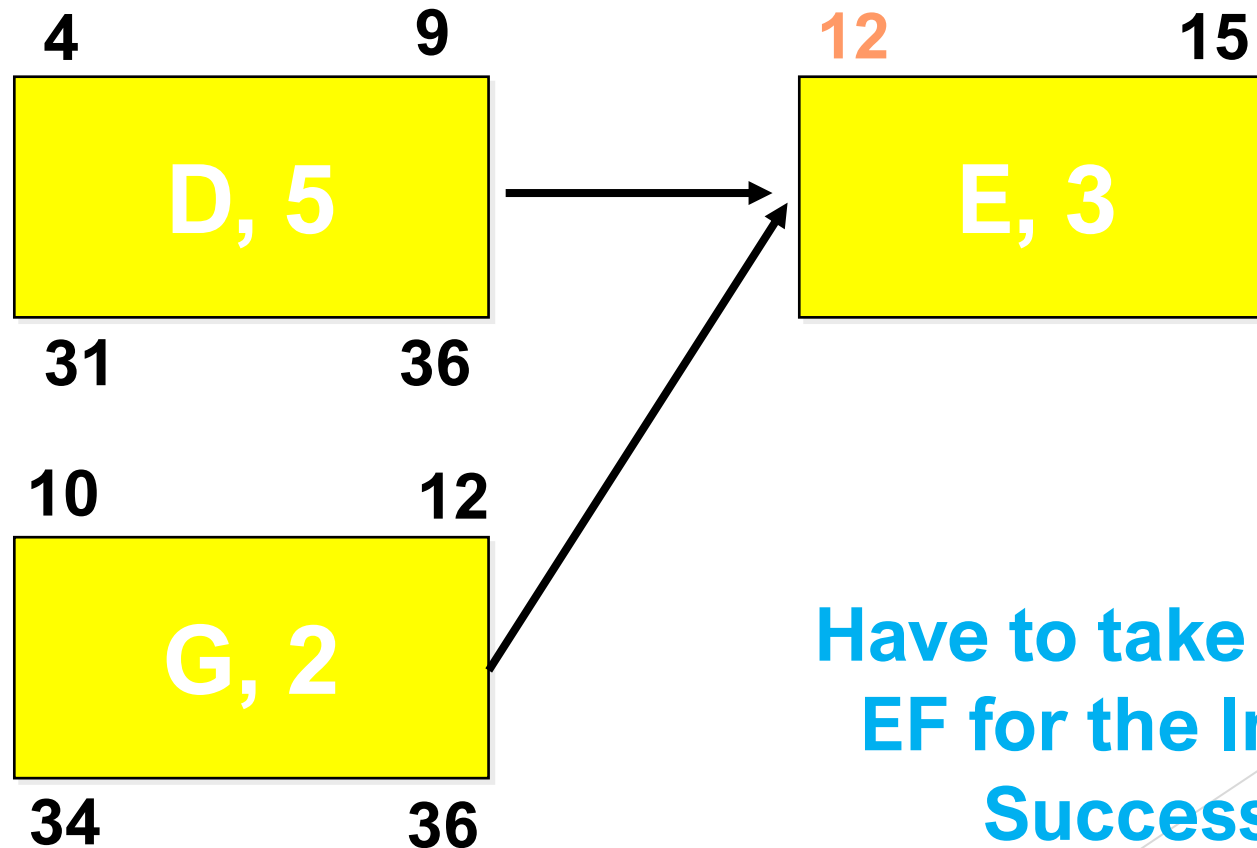 4 9 12 15
D, 5 E, 3
31 36
10 12
G, 2
Have to take
EF for the
Success
34 36